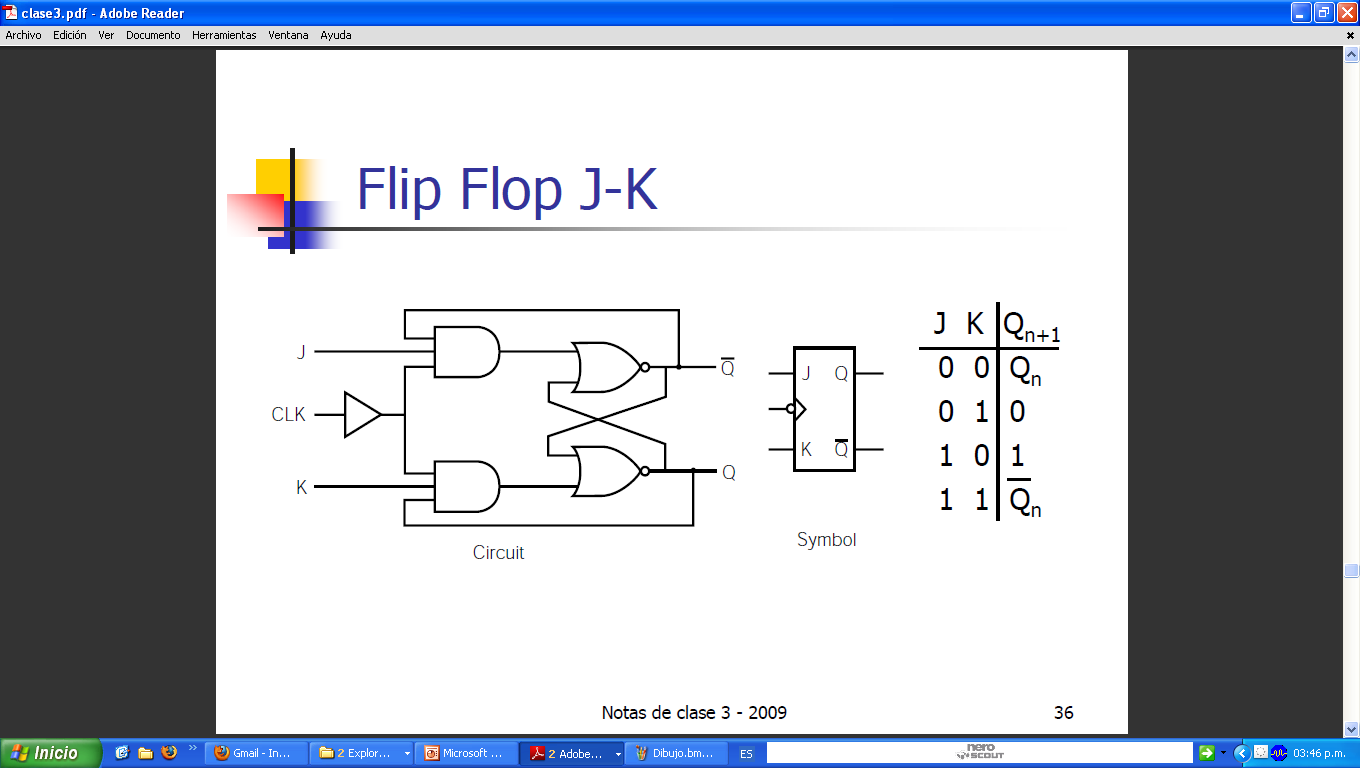 clase3.pdf - Adobe Reader
Archivo Edición Ver Documento Herramientas Ventana Ayuda
Flip Flop J-K
J
CLK
K
Q̅
Q
Circuit
J Q
K Q̅
Symbol
J K Qn+1
0 0 Qn
0 1 0
1 0 1
1 1 Q̅n
Notas de clase 3 - 2009 36
Inicio » Gmail - In... 2 Explor... Microsoft ... 2 Adobe... Dibujo.bm... ES nero SCOUT 03:46 p.m.